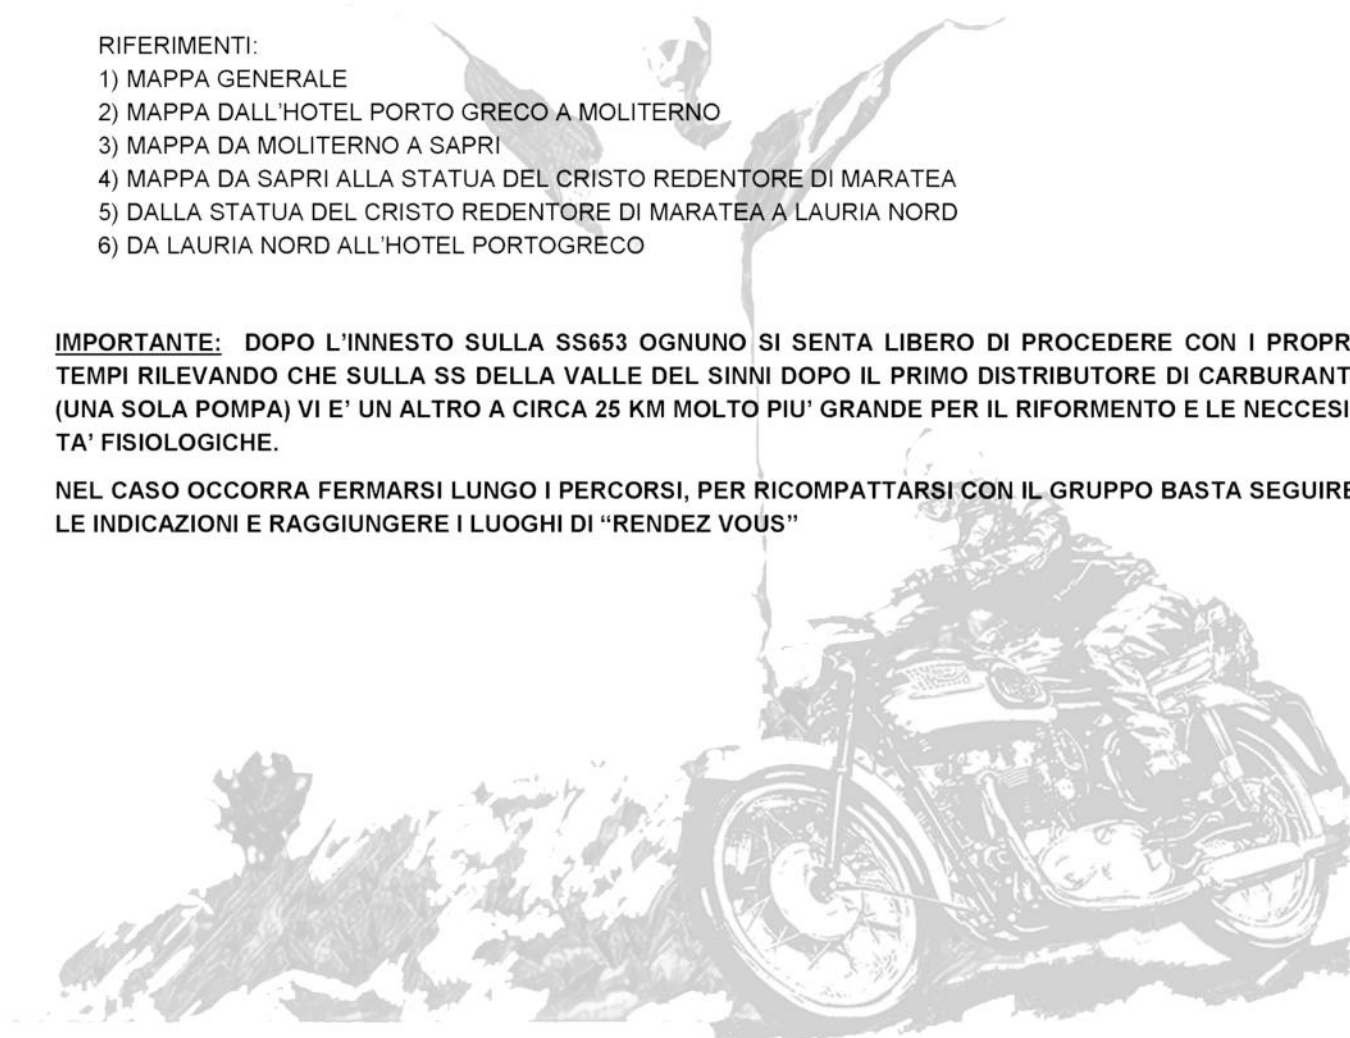 RIFERIMENTI:
1) MAPPA GENERALE
2) MAPPA DALL'HOTEL PORTO GRECO A MOLITERNO
3) MAPPA DA MOLITERNO A SAPRI
4) MAPPA DA SAPRI ALLA STATUA DEL CRISTO REDENTORE DI MARATEA
5) DALLA STATUA DEL CRISTO REDENTORE DI MARATEA A LAURIA NORD
6) DA LAURIA NORD ALL'HOTEL PORTOGRECO
IMPORTANTE: DOPO L'INNESTO SULLA SS653 OGNUNO SI SENTA LIBERO DI PROCEDERE CON I PROPR
TEMPI RILEVANDO CHE SULLA SS DELLA VALLE DEL SINNI DOPO IL PRIMO DISTRIBUTORE DI CARBURANT
(UNA SOLA POMPA) VI E' UN ALTRO A CIRCA 25 KM MOLTO PIU' GRANDE PER IL RIFORMENTO E LE NECCESI
TA' FISIOLOGICHE.
NEL CASO OCCORRA FERMARSI LUNGO I PERCORSI, PER RICOMPATTARSI CON IL GRUPPO BASTA SEGUIRE
LE INDICAZIONI E RAGGIUNGERE I LUOGHI DI “RENDEZ VOUS”